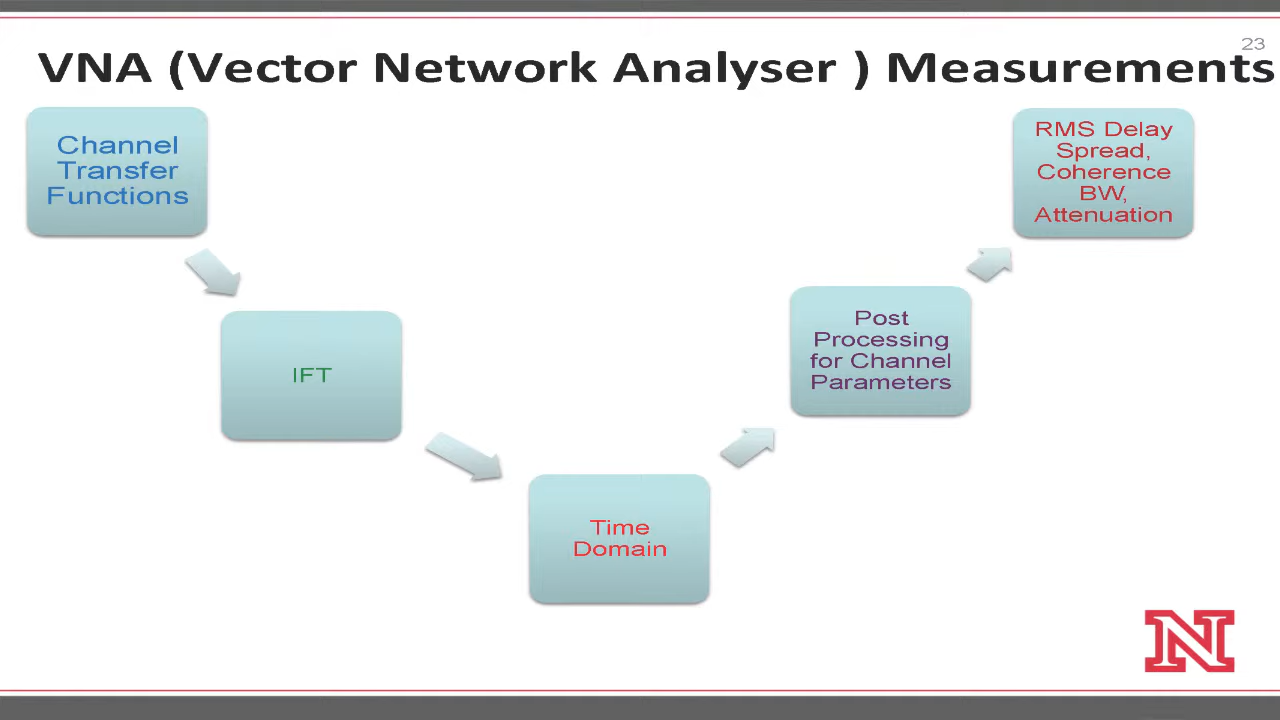 23
VNA (Vector Network Analyser ) Measurements
Channel
Transfer
Functions
IFT
Time
Domain
Post
Processing
for Channel
Parameters
RMS Delay
Spread,
Coherence
BW,
Attenuation
N